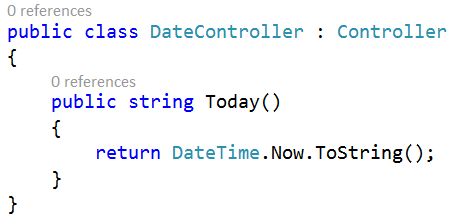 0 references
public class DateController : Controller
{
0 references
public string Today()
{
return DateTime.Now.ToString();
}
}